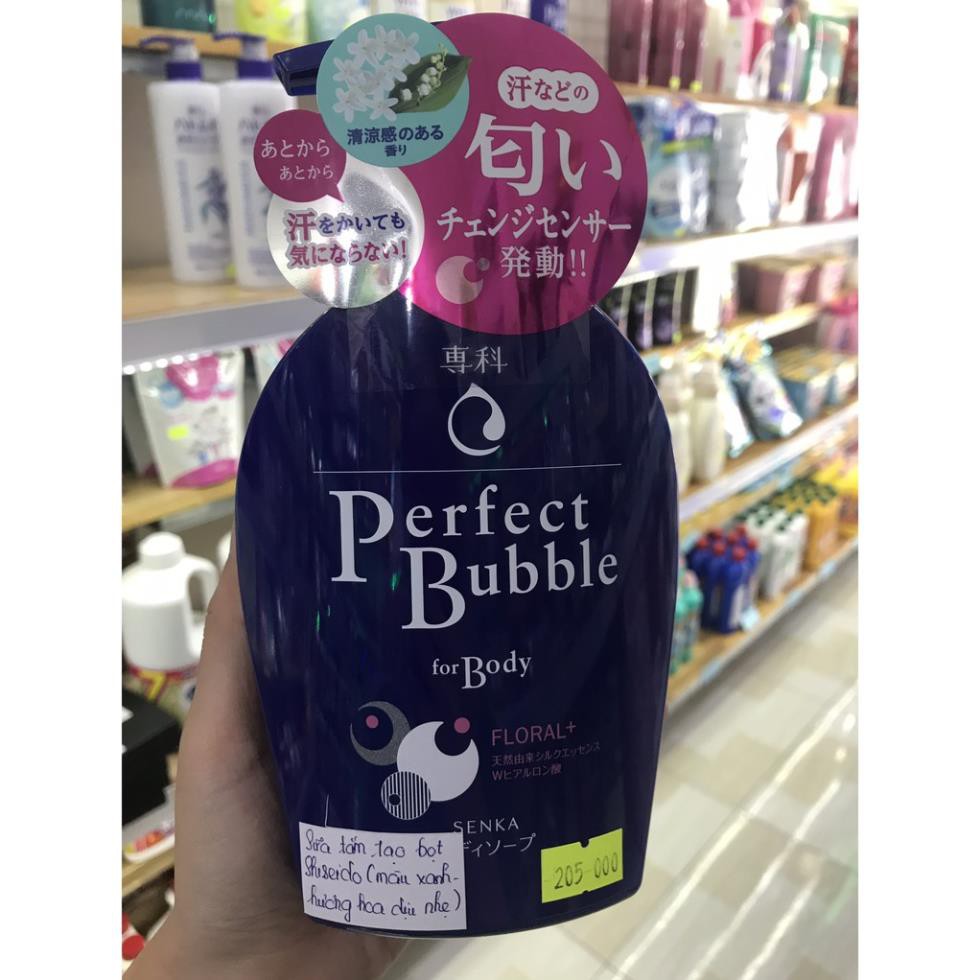 清涼感のある
香り
あとから
あとから
汗をかいても
気にならない!
汗などの
匂い
チェンジセンサー
発動!!
専科
Perfect
Bubble
for Body
FLORAL+
天然由来シルクエッセンス
Wヒアルロン酸
SENKA
ディソープ
Sữa tắm tạo bọt
Shiseido (màu xanh-
hương hoa dịu nhẹ)
205-000